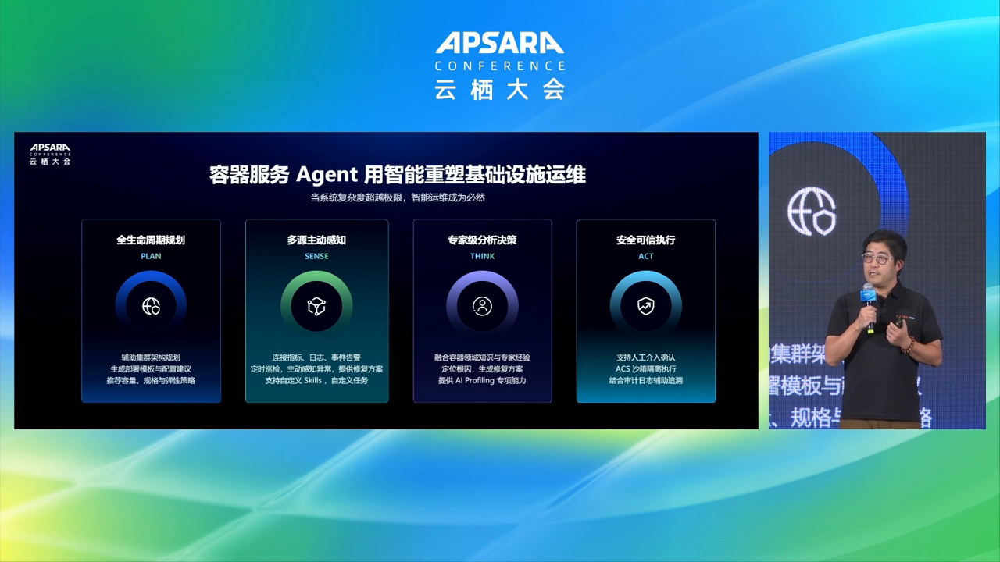 APSARA
CONFERENCE
云栖大会
APSARA
CONFERENCE
云栖大会
容器服务 Agent 用智能重塑基础设施运维
当系统复杂度超越极限，智能运维成为必然
全生命周期规划
PLAN
辅助集群架构规划
生成部署模板与配置建议
推荐容量、规格与弹性策略
多源主动感知
SENSE
连接指标、日志、事件告警
定时巡检，主动感知异常，提供修复方案
支持自定义 Skills ，自定义任务
专家级分析决策
THINK
融合容器领域知识与专家经验
定位根因，生成修复方案
提供 AI Profiling 专项能力
安全可信执行
ACT
支持人工介入确认
ACS 沙箱隔离执行
结合审计日志辅助追溯
集群架
署模板与
、规格与 略